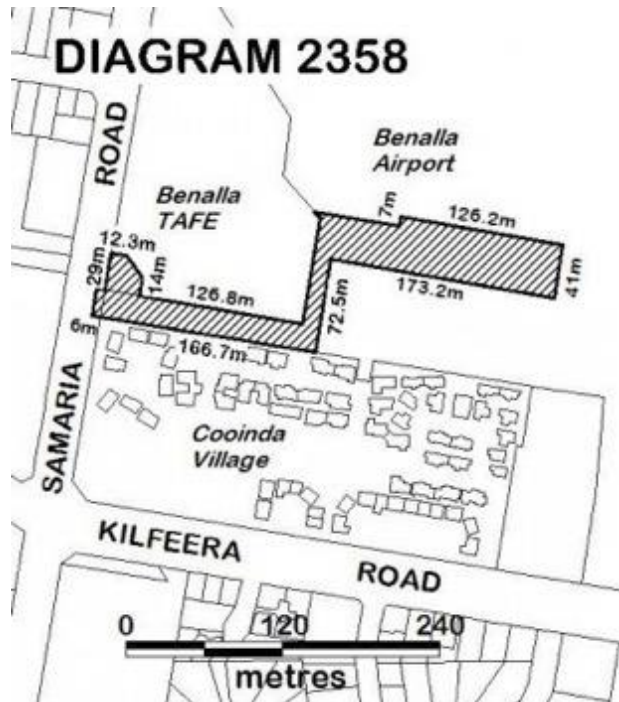 DIAGRAM 2358
ROAD
Benalla
Airport
Benalla
TAFE
7m
126.2m
12.3m
29m
14m
126.8m
41m
173.2m
72.5m
6m
166.7m
SAMARIA
Cooinda
Village
KILFEERA
ROAD
0 120 240
metres